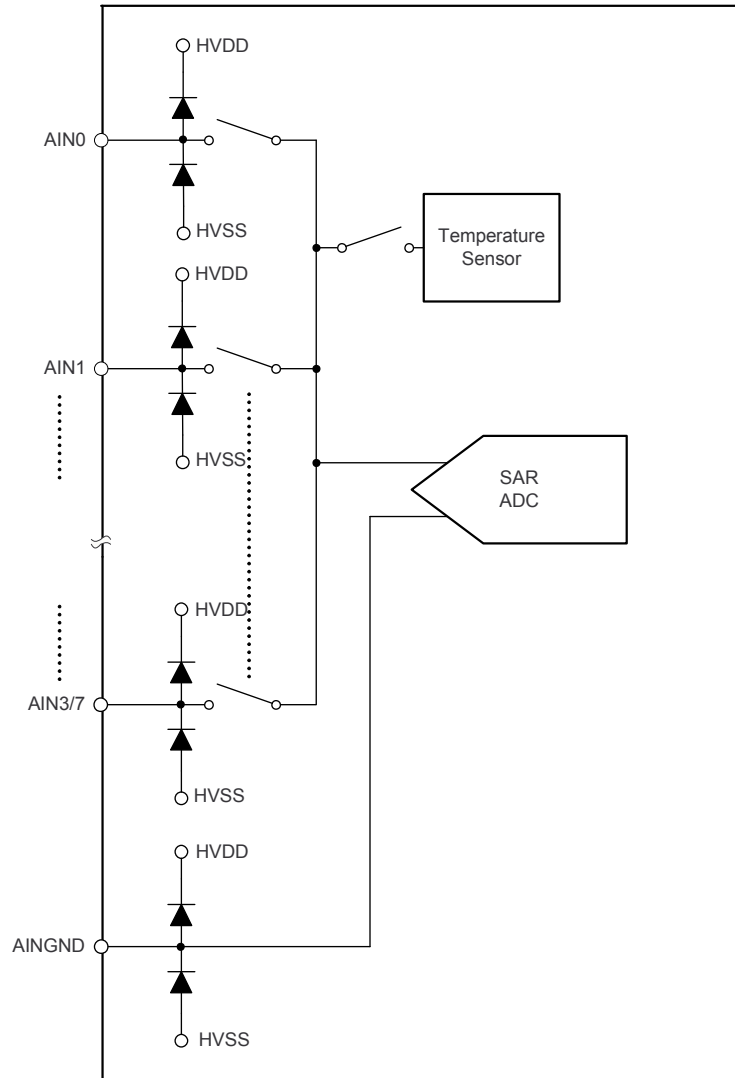 HVDD
AIN0
HVSS
Temperature
Sensor
HVDD
AIN1
HVSS
SAR
ADC
HVDD
AIN3/7
HVSS
HVDD
AINGND
HVSS